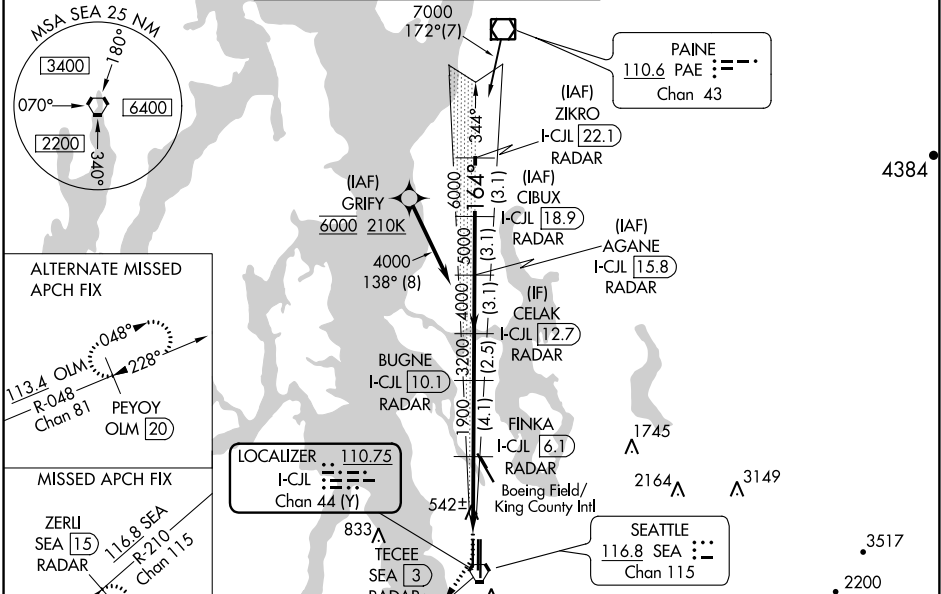 MSA SEA 25 NM
180°
3400
070°
6400
2200
340°
7000
172°(7)
PAINE
110.6 PAE
Chan 43
(IAF)
ZIKRO
I-CJL 22.1
RADAR
344°
6000
164°
(3.1)
4384
(IAF)
GRIFY
6000 210K
(IAF)
CIBUX
I-CJL 18.9
RADAR
5000
(3.1)
(IAF)
AGANE
I-CJL 15.8
RADAR
4000
138° (8)
4000
(3.1)
(IF)
CELAK
I-CJL 12.7
RADAR
3200
(2.5)
BUGNE
I-CJL 10.1
RADAR
1900
(4.1)
FINKA
I-CJL 6.1
RADAR
Boeing Field/
King County Intl
1745
2164
3149
ALTERNATE MISSED
APCH FIX
048°
228°
113.4 OLM
R-048
Chan 81
PEYOY
OLM 20
LOCALIZER 110.75
I-CJL
Chan 44 (Y)
542±
833
TECEE
SEA 3
RADAR
SEATTLE
116.8 SEA
Chan 115
3517
2200
MISSED APCH FIX
ZERLI
SEA 15
RADAR
116.8 SEA
R-210
Chan 115